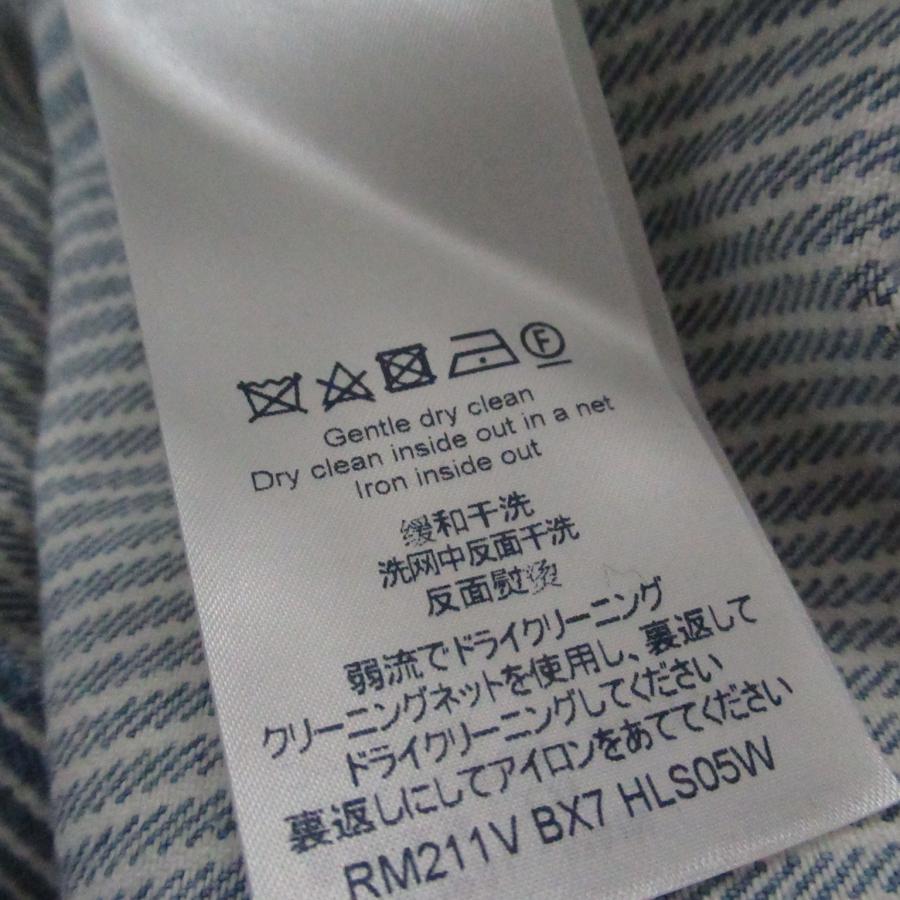 F
Gentle dry clean
Dry clean inside out in a net
Iron inside out
缓和干洗
洗网中反面干洗
反面熨烫
弱流でドライクリーニング
クリーニングネットを使用し、裏返して
ドライクリーニングしてください
裏返しにしてアイロンをあててください
RM211V BX7 HLS05W